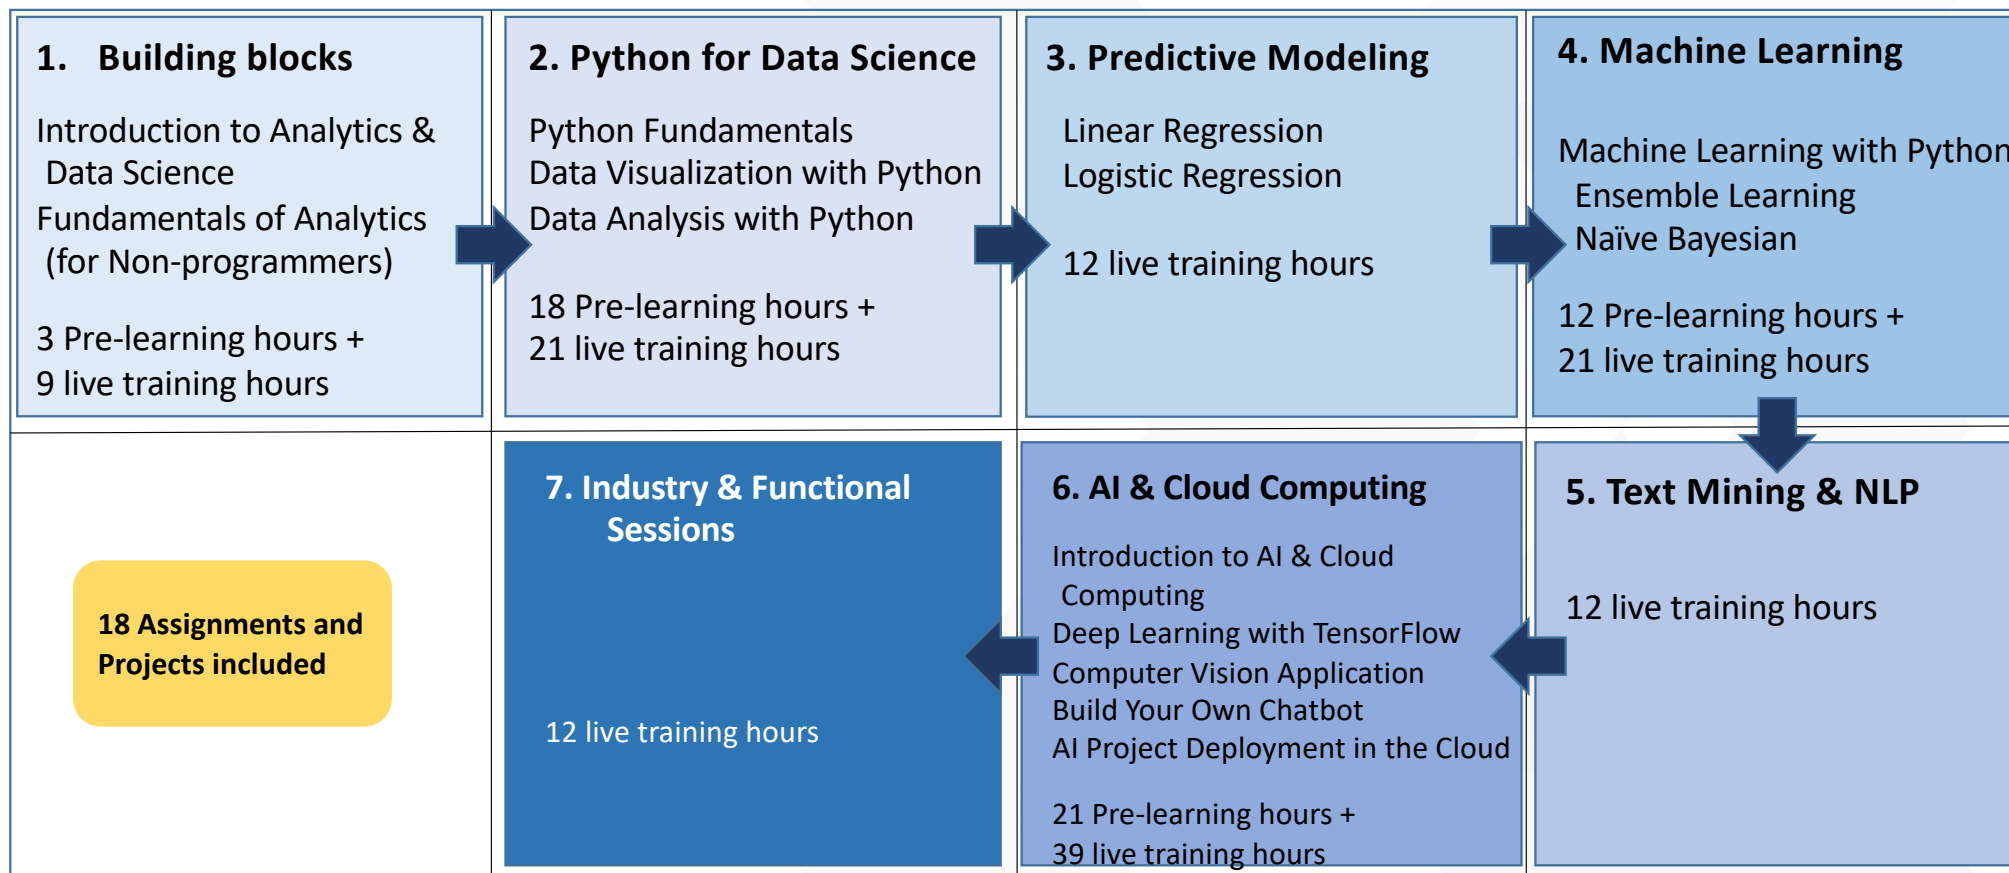 1. Building blocks
Introduction to Analytics &
Data Science
Fundamentals of Analytics
(for Non-programmers)
3 Pre-learning hours +
9 live training hours
2. Python for Data Science
Python Fundamentals
Data Visualization with Python
Data Analysis with Python
18 Pre-learning hours +
21 live training hours
3. Predictive Modeling
Linear Regression
Logistic Regression
12 live training hours
4. Machine Learning
Machine Learning with Python
Ensemble Learning
Naïve Bayesian
12 Pre-learning hours +
21 live training hours
5. Text Mining & NLP
12 live training hours
6. AI & Cloud Computing
Introduction to AI & Cloud
Computing
Deep Learning with TensorFlow
Computer Vision Application
Build Your Own Chatbot
AI Project Deployment in the Cloud
21 Pre-learning hours +
39 live training hours
7. Industry & Functional
Sessions
12 live training hours
18 Assignments and
Projects included